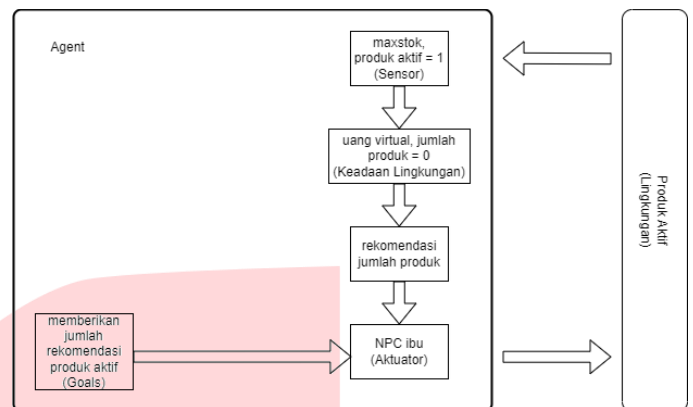 Agent
maxstok,
produk aktif = 1
(Sensor)
uang virtual, jumlah
produk = 0
(Keadaan Lingkungan)
rekomendasi
jumlah produk
memberikan
jumlah
rekomendasi
produk aktif
(Goals)
NPC ibu
(Aktuator)
Produk Aktif
(Lingkungan)